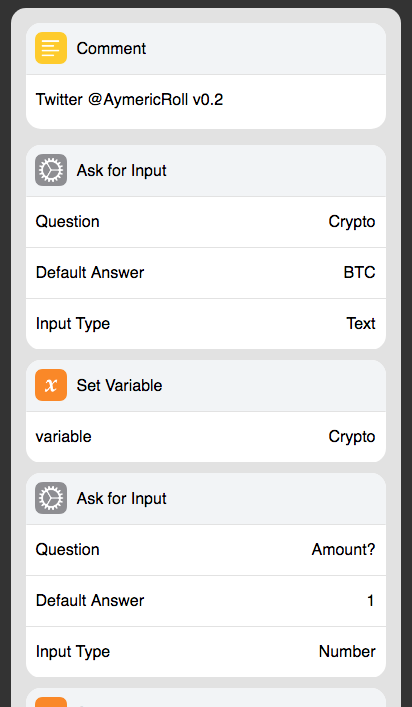 Comment
Twitter @AymericRoll v0.2
Ask for Input
Question Crypto
Default Answer BTC
Input Type Text
x Set Variable
variable Crypto
Ask for Input
Question Amount?
Default Answer 1
Input Type Number